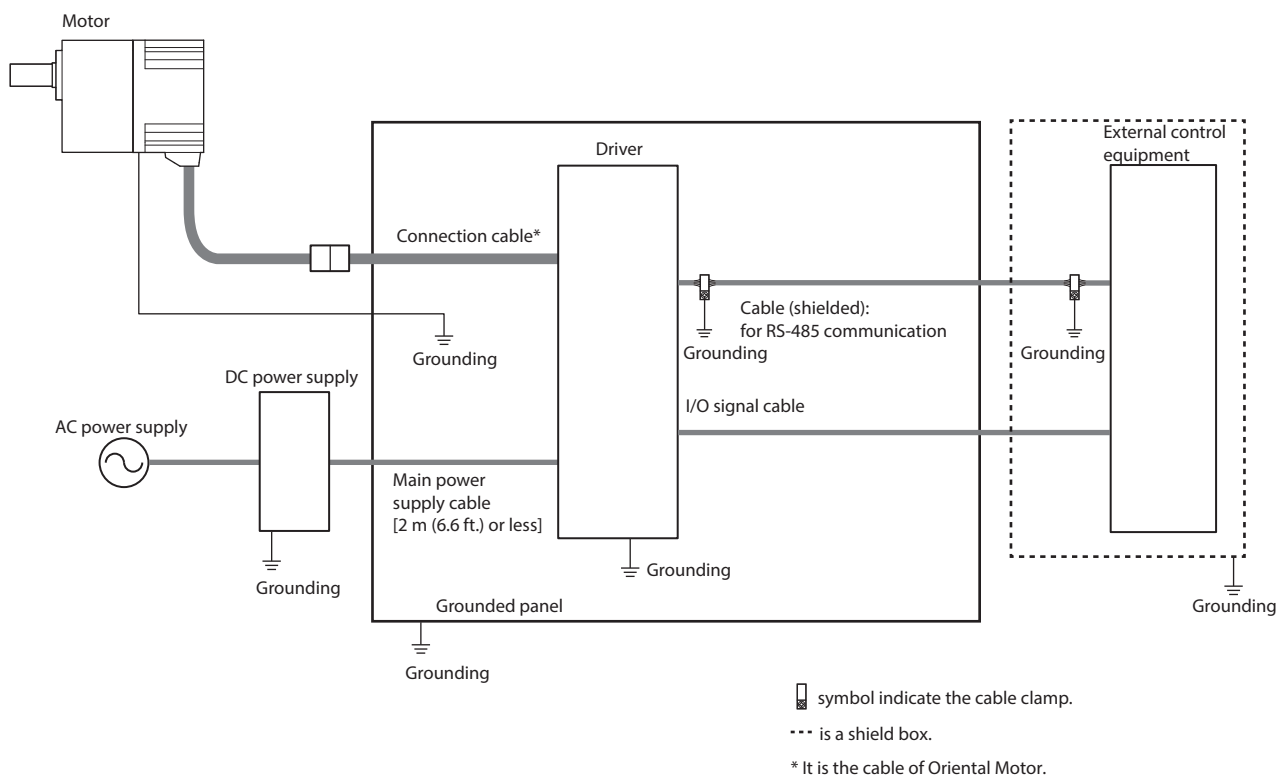 Motor
External control
equipment
Driver
Connection cable*
Cable (shielded):
for RS-485 communication
Grounding
Grounding
Grounding
DC power supply
I/O signal cable
AC power supply
Main power
supply cable
[2 m (6.6 ft.) or less]
Grounding
Grounding
Grounding
Grounded panel
Grounding
symbol indicate the cable clamp.
is a shield box.
* It is the cable of Oriental Motor.